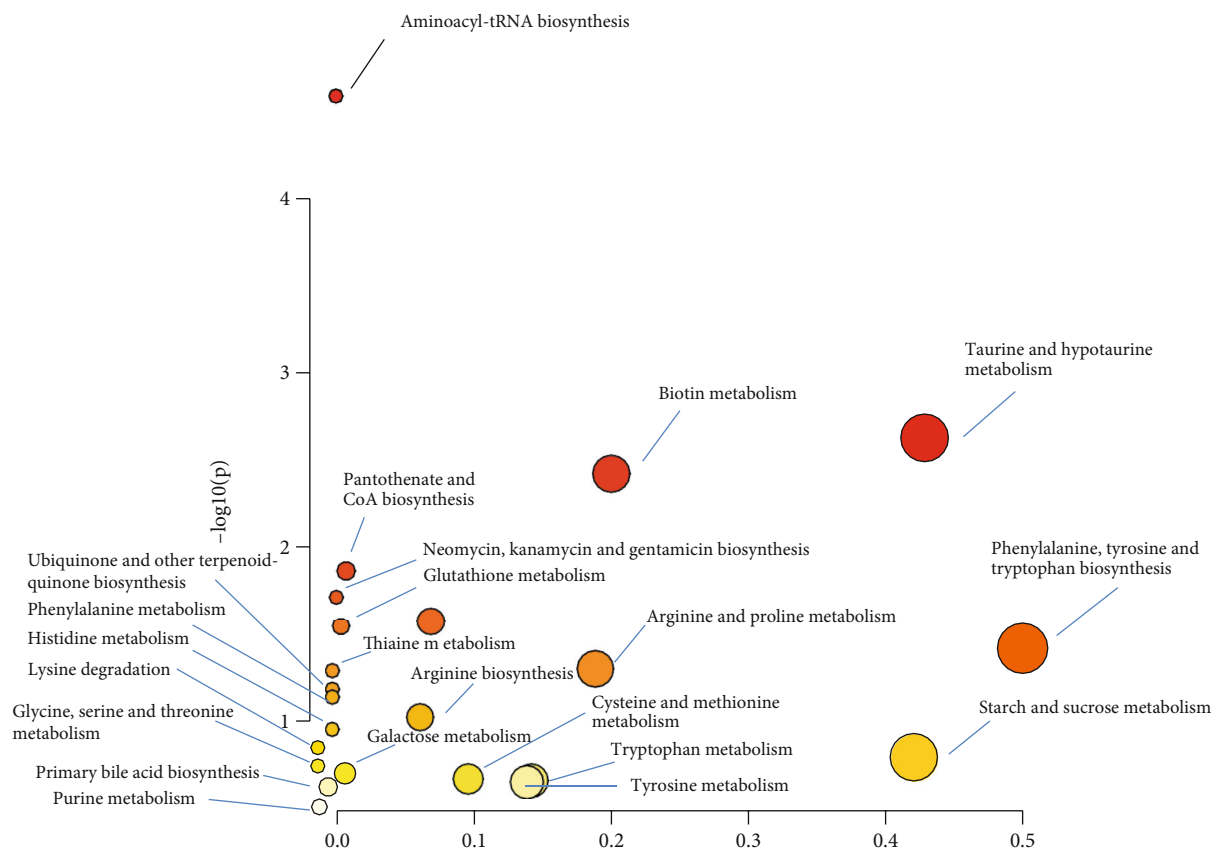 Aminoacyl-tRNA biosynthesis
4
3
2
1
−log10(p)
Taurine and hypotaurine
metabolism
Biotin metabolism
Pantothenate and
CoA biosynthesis
Neomycin, kanamycin and gentamicin biosynthesis
Glutathione metabolism
Ubiquinone and other terpenoid-
quinone biosynthesis
Phenylalanine metabolism
Histidine metabolism
Lysine degradation
Glycine, serine and threonine
metabolism
Primary bile acid biosynthesis
Purine metabolism
Phenylalanine, tyrosine and
tryptophan biosynthesis
Arginine and proline metabolism
Thiaine m etabolism
Arginine biosynthesis
Cysteine and methionine
metabolism
Starch and sucrose metabolism
Galactose metabolism
Tryptophan metabolism
Tyrosine metabolism
0.0
0.1
0.2
0.3
0.4
0.5